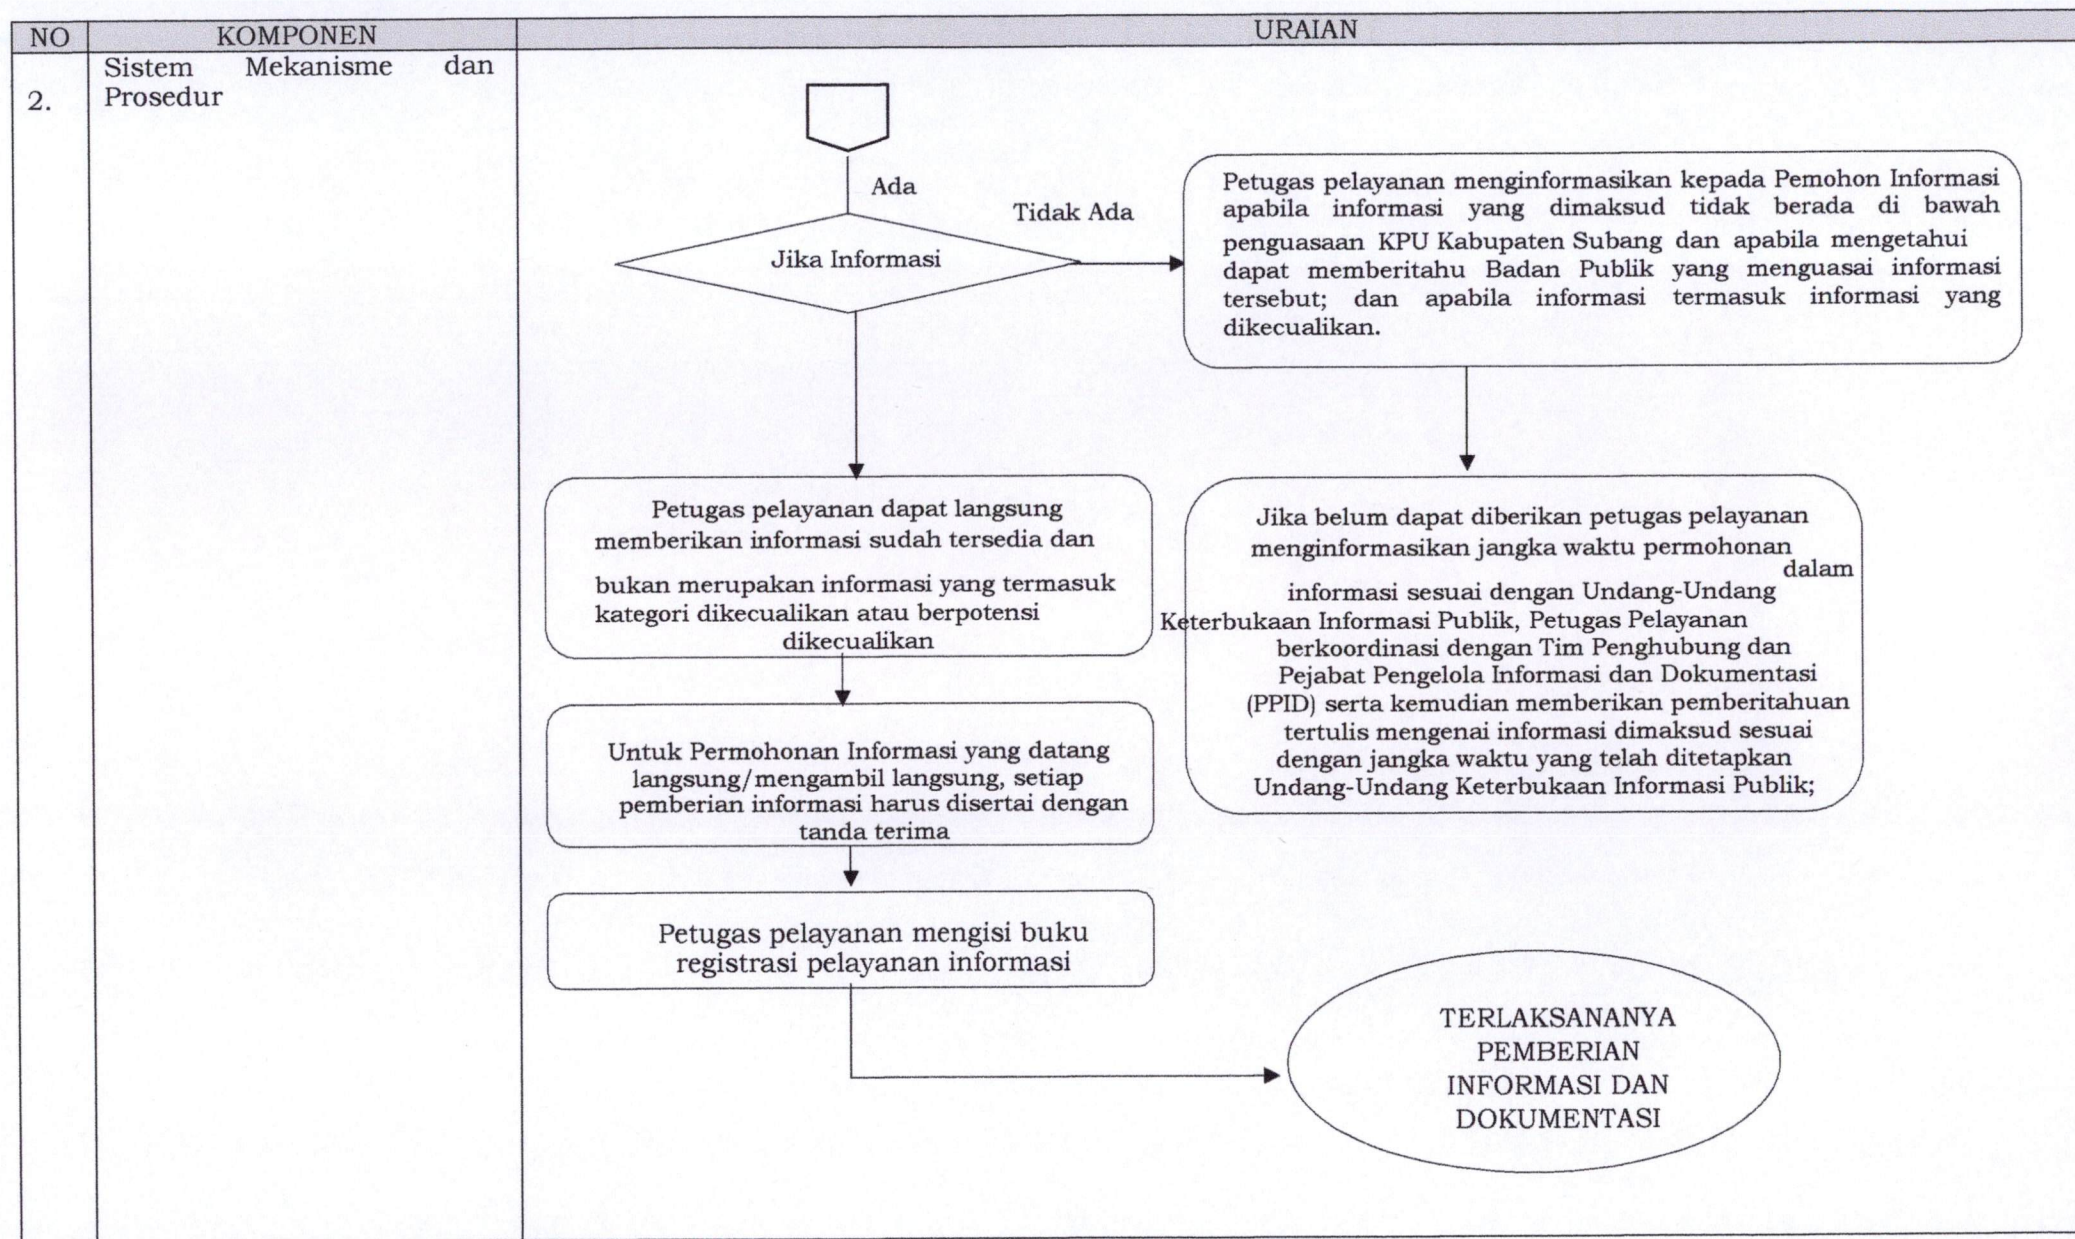 NO KOMPONEN URAIAN
2. Sistem Mekanisme dan
Prosedur
Ada
Tidak Ada
Jika Informasi
Petugas pelayanan menginformasikan kepada Pemohon Informasi
apabila informasi yang dimaksud tidak berada di bawah
penguasaan KPU Kabupaten Subang dan apabila mengetahui
dapat memberitahu Badan Publik yang menguasai informasi
tersebut; dan apabila informasi termasuk informasi yang
dikecualikan.
Petugas pelayanan dapat langsung
memberikan informasi sudah tersedia dan
bukan merupakan informasi yang termasuk
kategori dikecualikan atau berpotensi
dikecualikan
Jika belum dapat diberikan petugas pelayanan
menginformasikan jangka waktu permohonan
dalam
informasi sesuai dengan Undang-Undang
Keterbukaan Informasi Publik, Petugas Pelayanan
berkoordinasi dengan Tim Penghubung dan
Pejabat Pengelola Informasi dan Dokumentasi
(PPID) serta kemudian memberikan pemberitahuan
tertulis mengenai informasi dimaksud sesuai
dengan jangka waktu yang telah ditetapkan
Undang-Undang Keterbukaan Informasi Publik;
Untuk Permohonan Informasi yang datang
langsung/mengambil langsung, setiap
pemberian informasi harus disertai dengan
tanda terima
Petugas pelayanan mengisi buku
registrasi pelayanan informasi
TERLAKSANANYA
PEMBERIAN
INFORMASI DAN
DOKUMENTASI